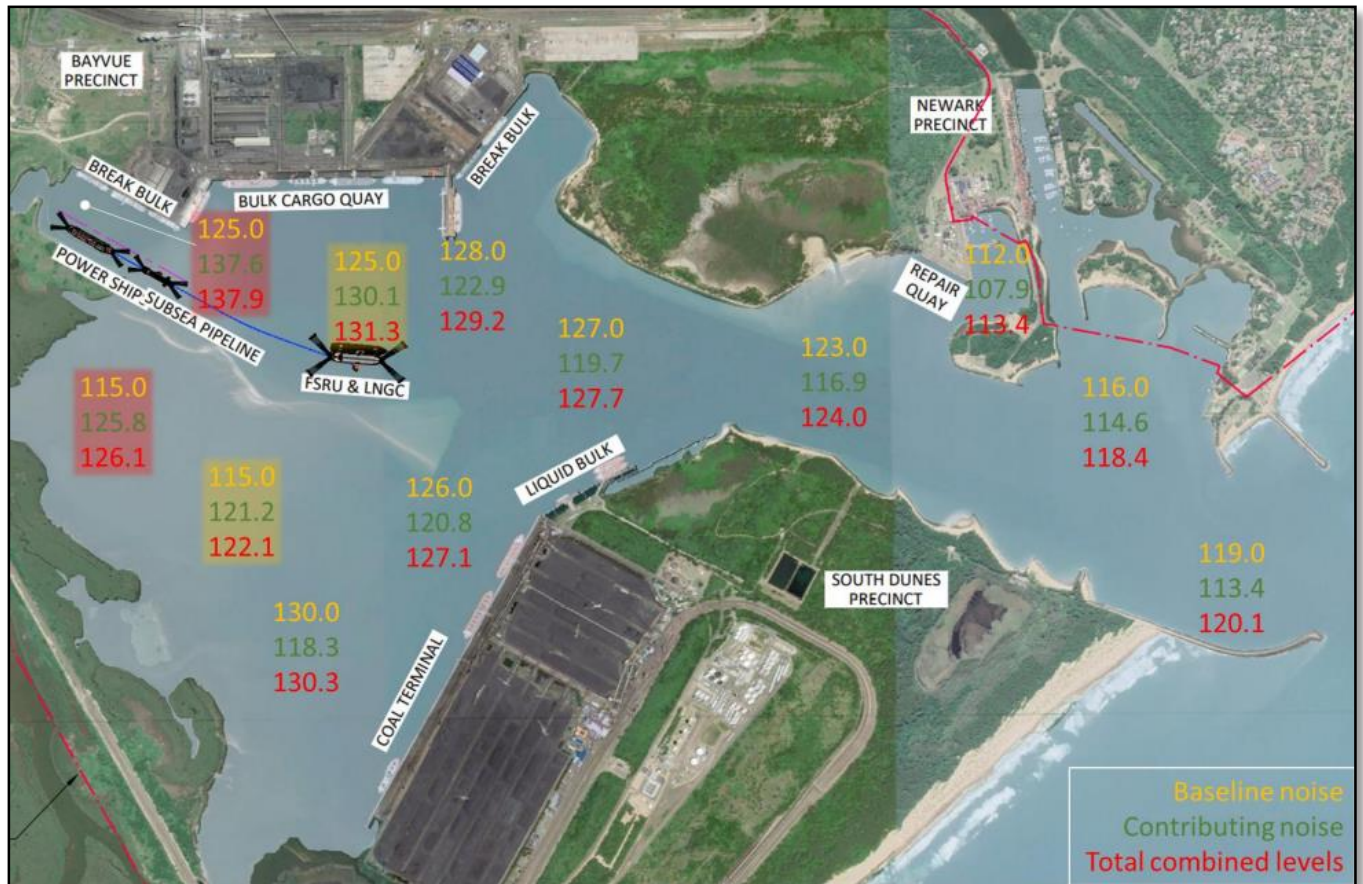 BAYVUE
PRECINCT
NEWARK
PRECINCT
BREAK BULK
BREAK BULK
BULK CARGO QUAY
POWER SHIP
SUBSEA PIPELINE
125.0
137.6
137.9
125.0
130.1
131.3
FSRU & LNGC
128.0
122.9
129.2
127.0
119.7
127.7
123.0
116.9
124.0
REPAIR
QUAY
112.0
107.9
113.4
116.0
114.6
118.4
115.0
125.8
126.1
115.0
121.2
122.1
126.0
120.8
127.1
LIQUID BULK
130.0
118.3
130.3
COAL TERMINAL
SOUTH DUNES
PRECINCT
119.0
113.4
120.1
Baseline noise
Contributing noise
Total combined levels